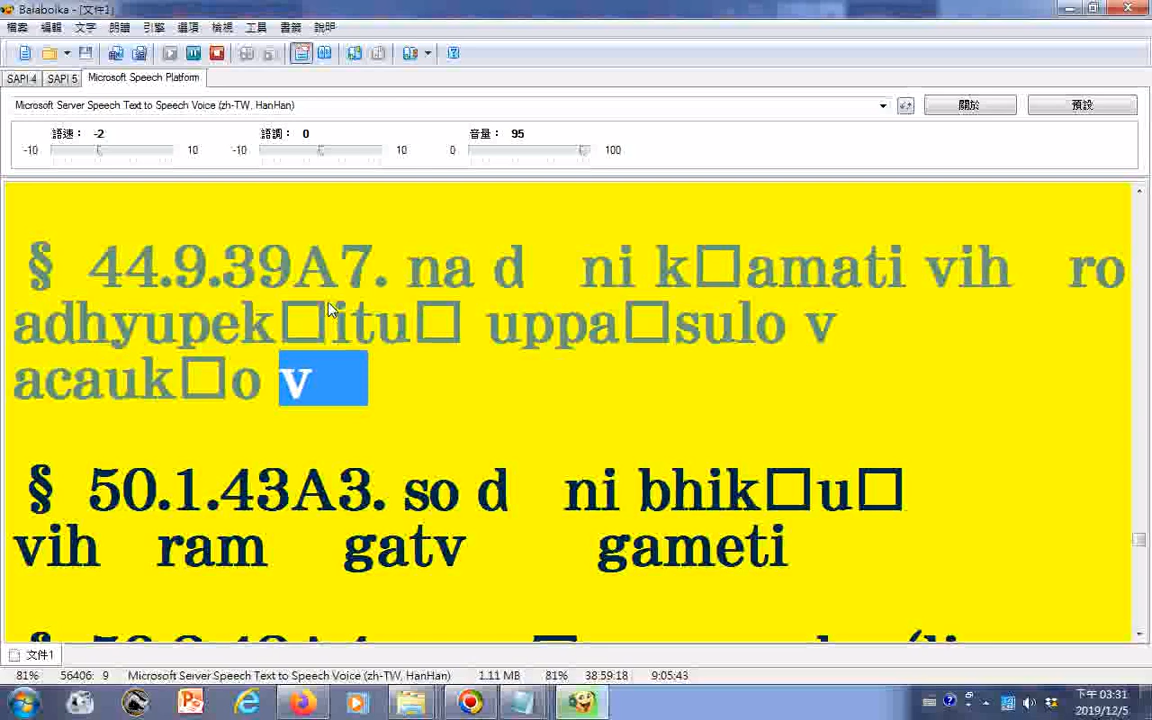 Balabolka - [文件1]
檔案 編輯 文字 朗讀 引擎 選項 檢視 工具 書籤 說明
SAPI 4 SAPI 5 Microsoft Speech Platform
Microsoft Server Speech Text to Speech Voice (zh-TW, HanHan) 關於 預設
語速： -2 語調： 0 音量： 95
-10 10 -10 10 0 100
§ 44.9.39A7. na d ni k□amati vih ro
adhyupek□itu□ uppa□sulo v
acauk□o v
§ 50.1.43A3. so d ni bhik□u□
vih ram gatv gameti
文件1
81% 56406: 9 Microsoft Server Speech Text to Speech Voice (zh-TW, HanHan) 1.11 MB 81% 38:59:18 9:05:43
下午 03:31
2019/12/5